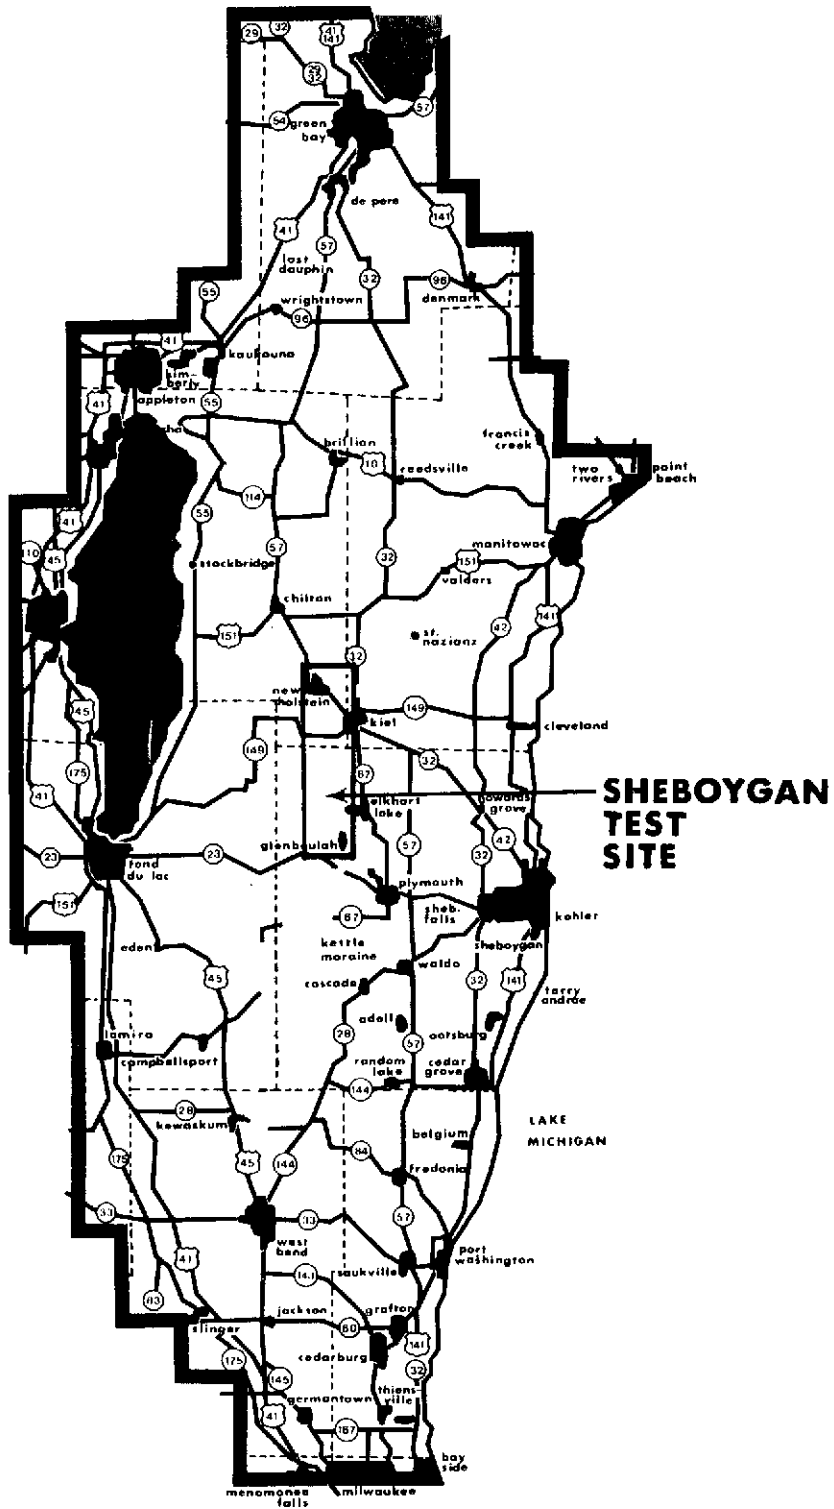 29
32
41
141
29
32
57
54
green
bay
de pere
141
41
57
lost
dauphin
32
96
denmark
55
wrightstown
96
41
kaukauna
kim-
berly
appleton
41
55
sha
francis
creek
brillion
10
reedsville
two
rivers
point
beach
114
55
41
110
45
57
32
manitowoc
stockbridge
151
valders
chilton
42
141
151
st.
nazianz
32
new
holstein
45
149
kiel
cleveland
149
32
175
67
41
elkhart
lake
howards
grove
SHEBOYGAN
TEST
SITE
glenbeulah
57
42
23
23
32
fond
du lac
plymouth
151
sheb.
falls
kohler
67
eden
kettle
moraine
sheboygan
waldo
45
cascade
32
141
terry
andrae
adell
oostburg
28
lomira
57
campbellsport
random
lake
cedar
grove
144
28
kewaskum
LAKE
MICHIGAN
belgium
175
84
45
144
fredonia
33
33
57
west
bend
port
washington
41
saukville
143
83
jackson
grafton
slinger
60
cedarburg
141
175
32
145
thiens-
ville
germantown
41
167
bay
side
menomonee
falls
milwaukee